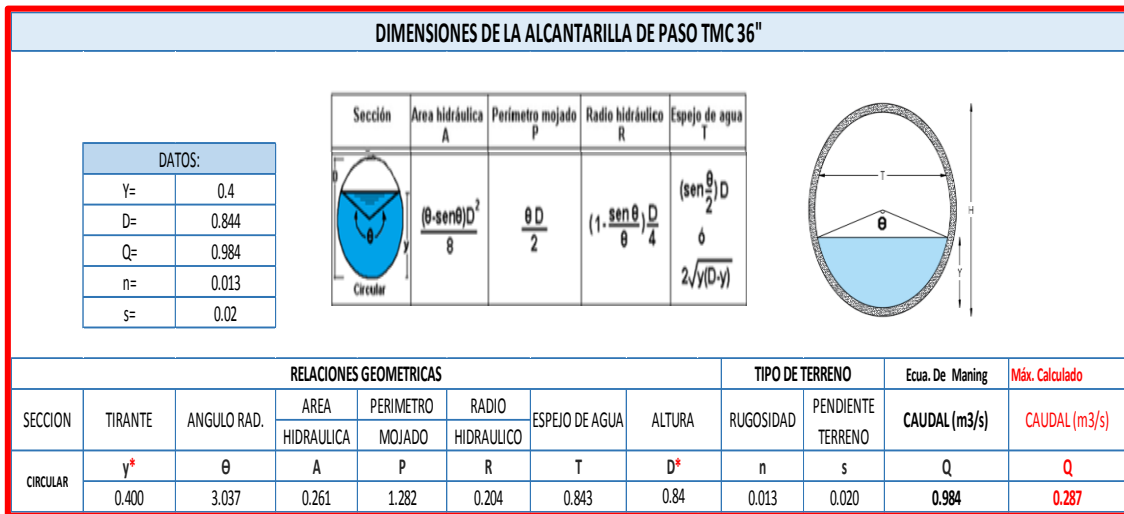 DIMENSIONES DE LA ALCANTARILLA DE PASO TMC 36"
DATOS:
Y= 0.4
D= 0.844
Q= 0.984
n= 0.013
s= 0.02
Sección Area hidráulica A Perímetro mojado P Radio hidráulico R Espejo de agua T
D θ y
Circular
(θ-senθ)D²/8
θD/2
(1-senθ/θ)D/4
(sen θ/2)D
ó
2√y(D-y)
T
θ
H
Y
RELACIONES GEOMETRICAS TIPO DE TERRENO Ecua. De Maning Máx. Calculado
SECCION TIRANTE ANGULO RAD. AREA HIDRAULICA PERIMETRO MOJADO RADIO HIDRAULICO ESPEJO DE AGUA ALTURA RUGOSIDAD PENDIENTE TERRENO CAUDAL (m3/s) CAUDAL (m3/s)
CIRCULAR y* θ A P R T D* n s Q Q
0.400 3.037 0.261 1.282 0.204 0.843 0.84 0.013 0.020 0.984 0.287